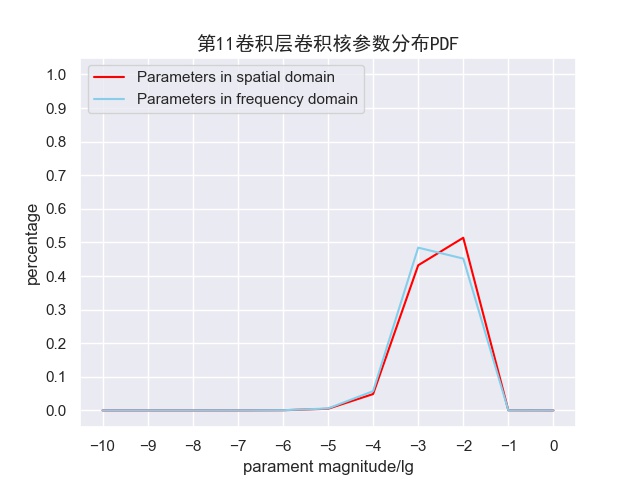 第11卷积层卷积核参数分布PDF
Parameters in spatial domain
Parameters in frequency domain
1.0
0.9
0.8
0.7
0.6
0.5
0.4
0.3
0.2
0.1
0.0
percentage
−10 −9 −8 −7 −6 −5 −4 −3 −2 −1 0
parament magnitude/lg